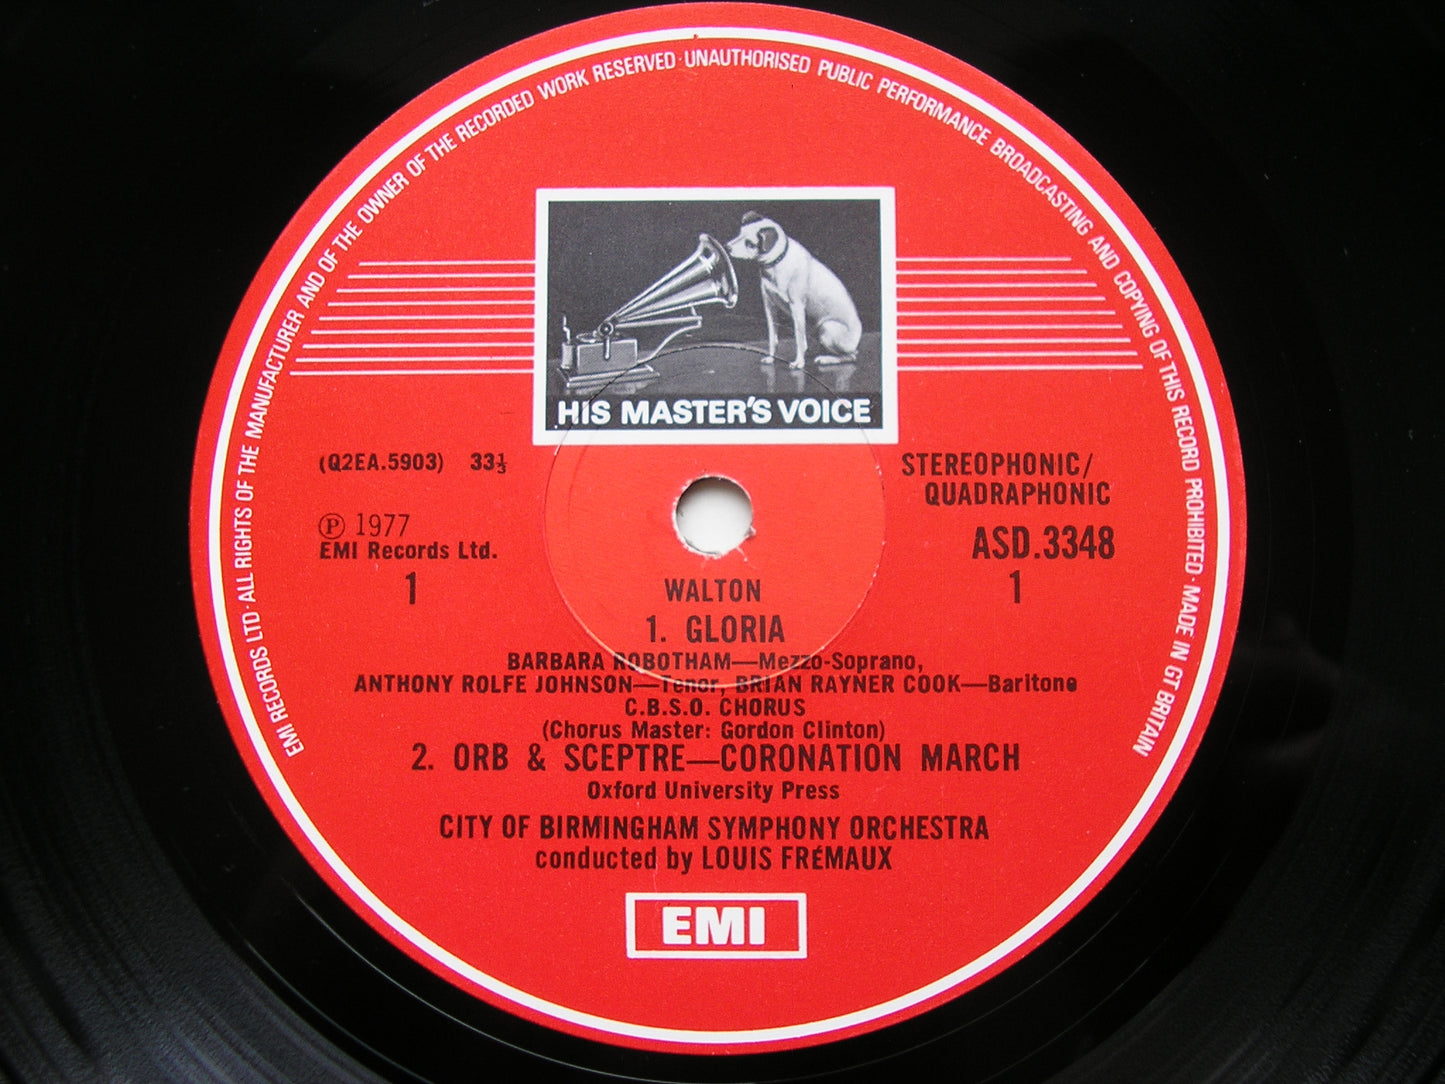 EMI RECORDS LTD · ALL RIGHTS OF THE MANUFACTURER AND OF THE OWNER OF THE RECORDED WORK RESERVED · UNAUTHORISED PUBLIC PERFORMANCE BROADCASTING AND COPYING OF THIS RECORD PROHIBITED · MADE IN GT BRITAIN
HIS MASTER'S VOICE
(Q2EA.5903) 33⅓
STEREOPHONIC/
QUADRAPHONIC
℗ 1977
EMI Records Ltd.
ASD.3348
1
1
WALTON
1. GLORIA
BARBARA ROBOTHAM—Mezzo-Soprano,
ANTHONY ROLFE JOHNSON—Tenor, BRIAN RAYNER COOK—Baritone
C.B.S.O. CHORUS
(Chorus Master: Gordon Clinton)
2. ORB & SCEPTRE—CORONATION MARCH
Oxford University Press
CITY OF BIRMINGHAM SYMPHONY ORCHESTRA
conducted by LOUIS FRÉMAUX
EMI